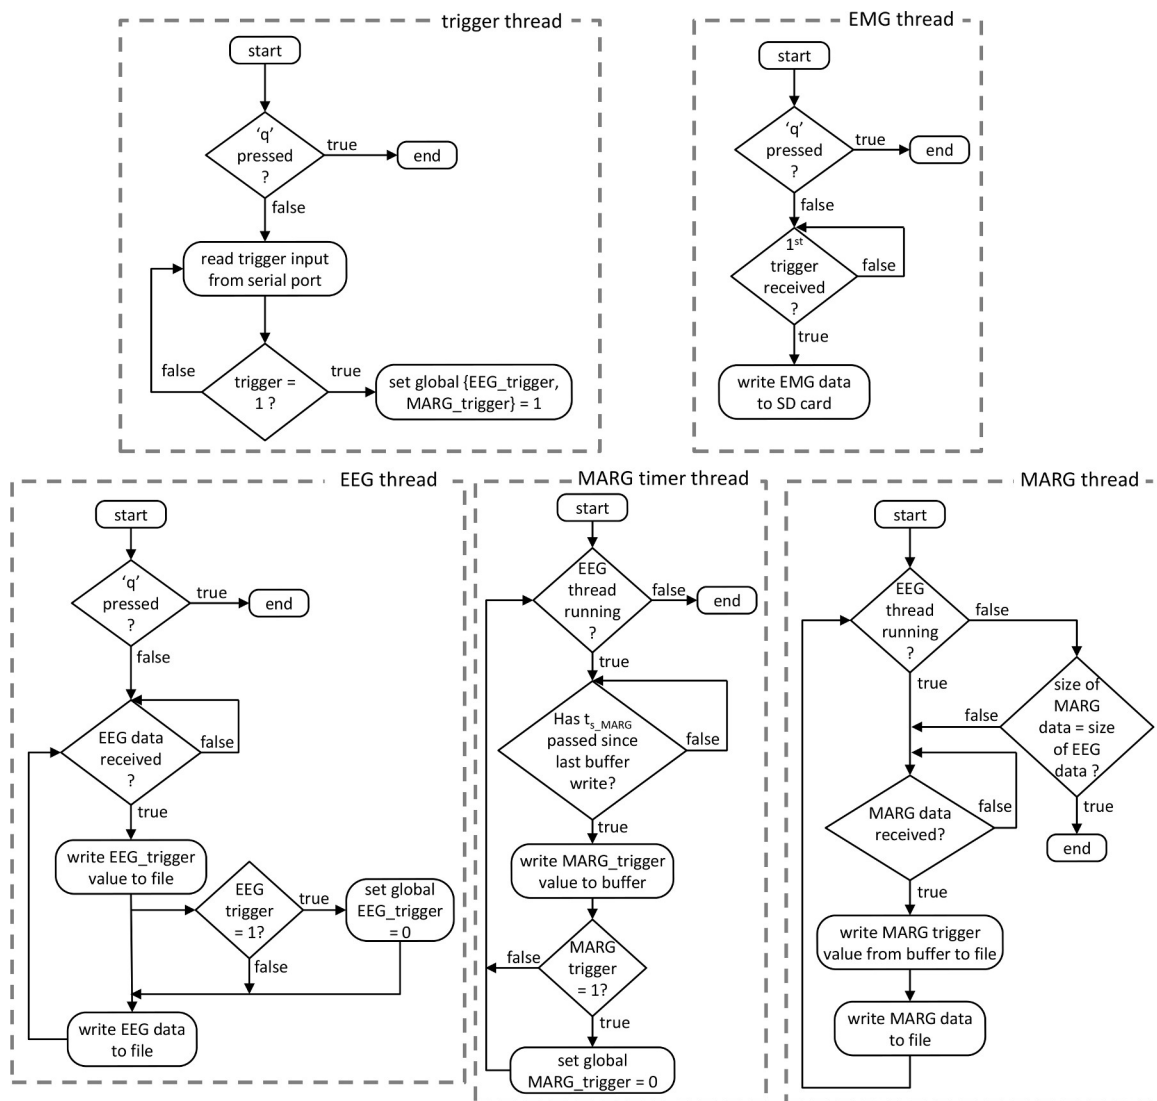 trigger thread
start
‘q’
pressed
?
true
end
false
read trigger input
from serial port
false
trigger =
1 ?
true
set global {EEG_trigger,
MARG_trigger} = 1
EMG thread
start
‘q’
pressed
?
true
end
false
1st
trigger
received
?
false
true
write EMG data
to SD card
EEG thread
start
‘q’
pressed
?
true
end
false
EEG data
received
?
false
true
write EEG_trigger
value to file
EEG
trigger
= 1?
true
set global
EEG_trigger
= 0
false
write EEG data
to file
MARG timer thread
start
EEG
thread
running
?
false
end
true
Has ts_MARG
passed since
last buffer
write?
false
true
write MARG_trigger
value to buffer
false
MARG
trigger
= 1?
true
set global
MARG_trigger = 0
MARG thread
start
EEG
thread
running
?
false
true
size of
MARG
data = size
of EEG
data ?
false
true
end
MARG data
received?
false
true
write MARG trigger
value from buffer to file
write MARG data
to file